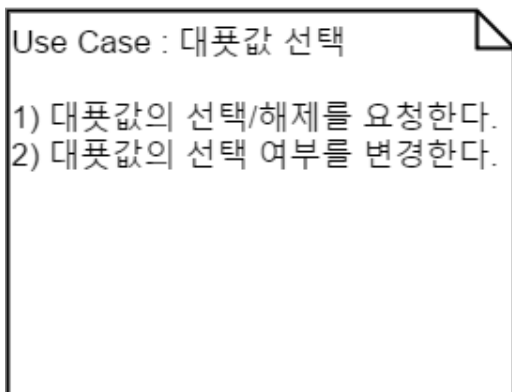 Use Case : 대푯값 선택
1) 대푯값의 선택/해제를 요청한다.
2) 대푯값의 선택 여부를 변경한다.